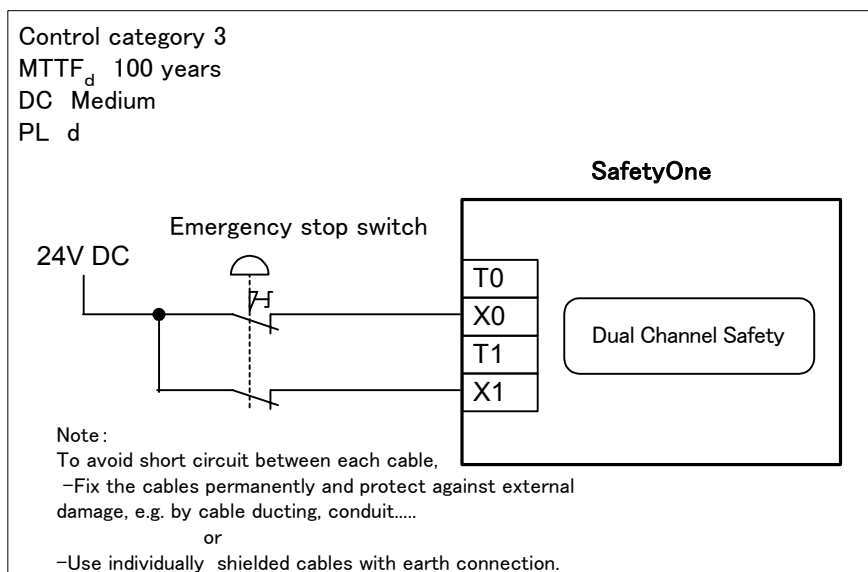 Control category 3
MTTFd 100 years
DC Medium
PL d
SafetyOne
Emergency stop switch
24V DC
T0
X0
T1
X1
Dual Channel Safety
Note:
To avoid short circuit between each cable,
-Fix the cables permanently and protect against external
damage, e.g. by cable ducting, conduit.....
or
-Use individually shielded cables with earth connection.